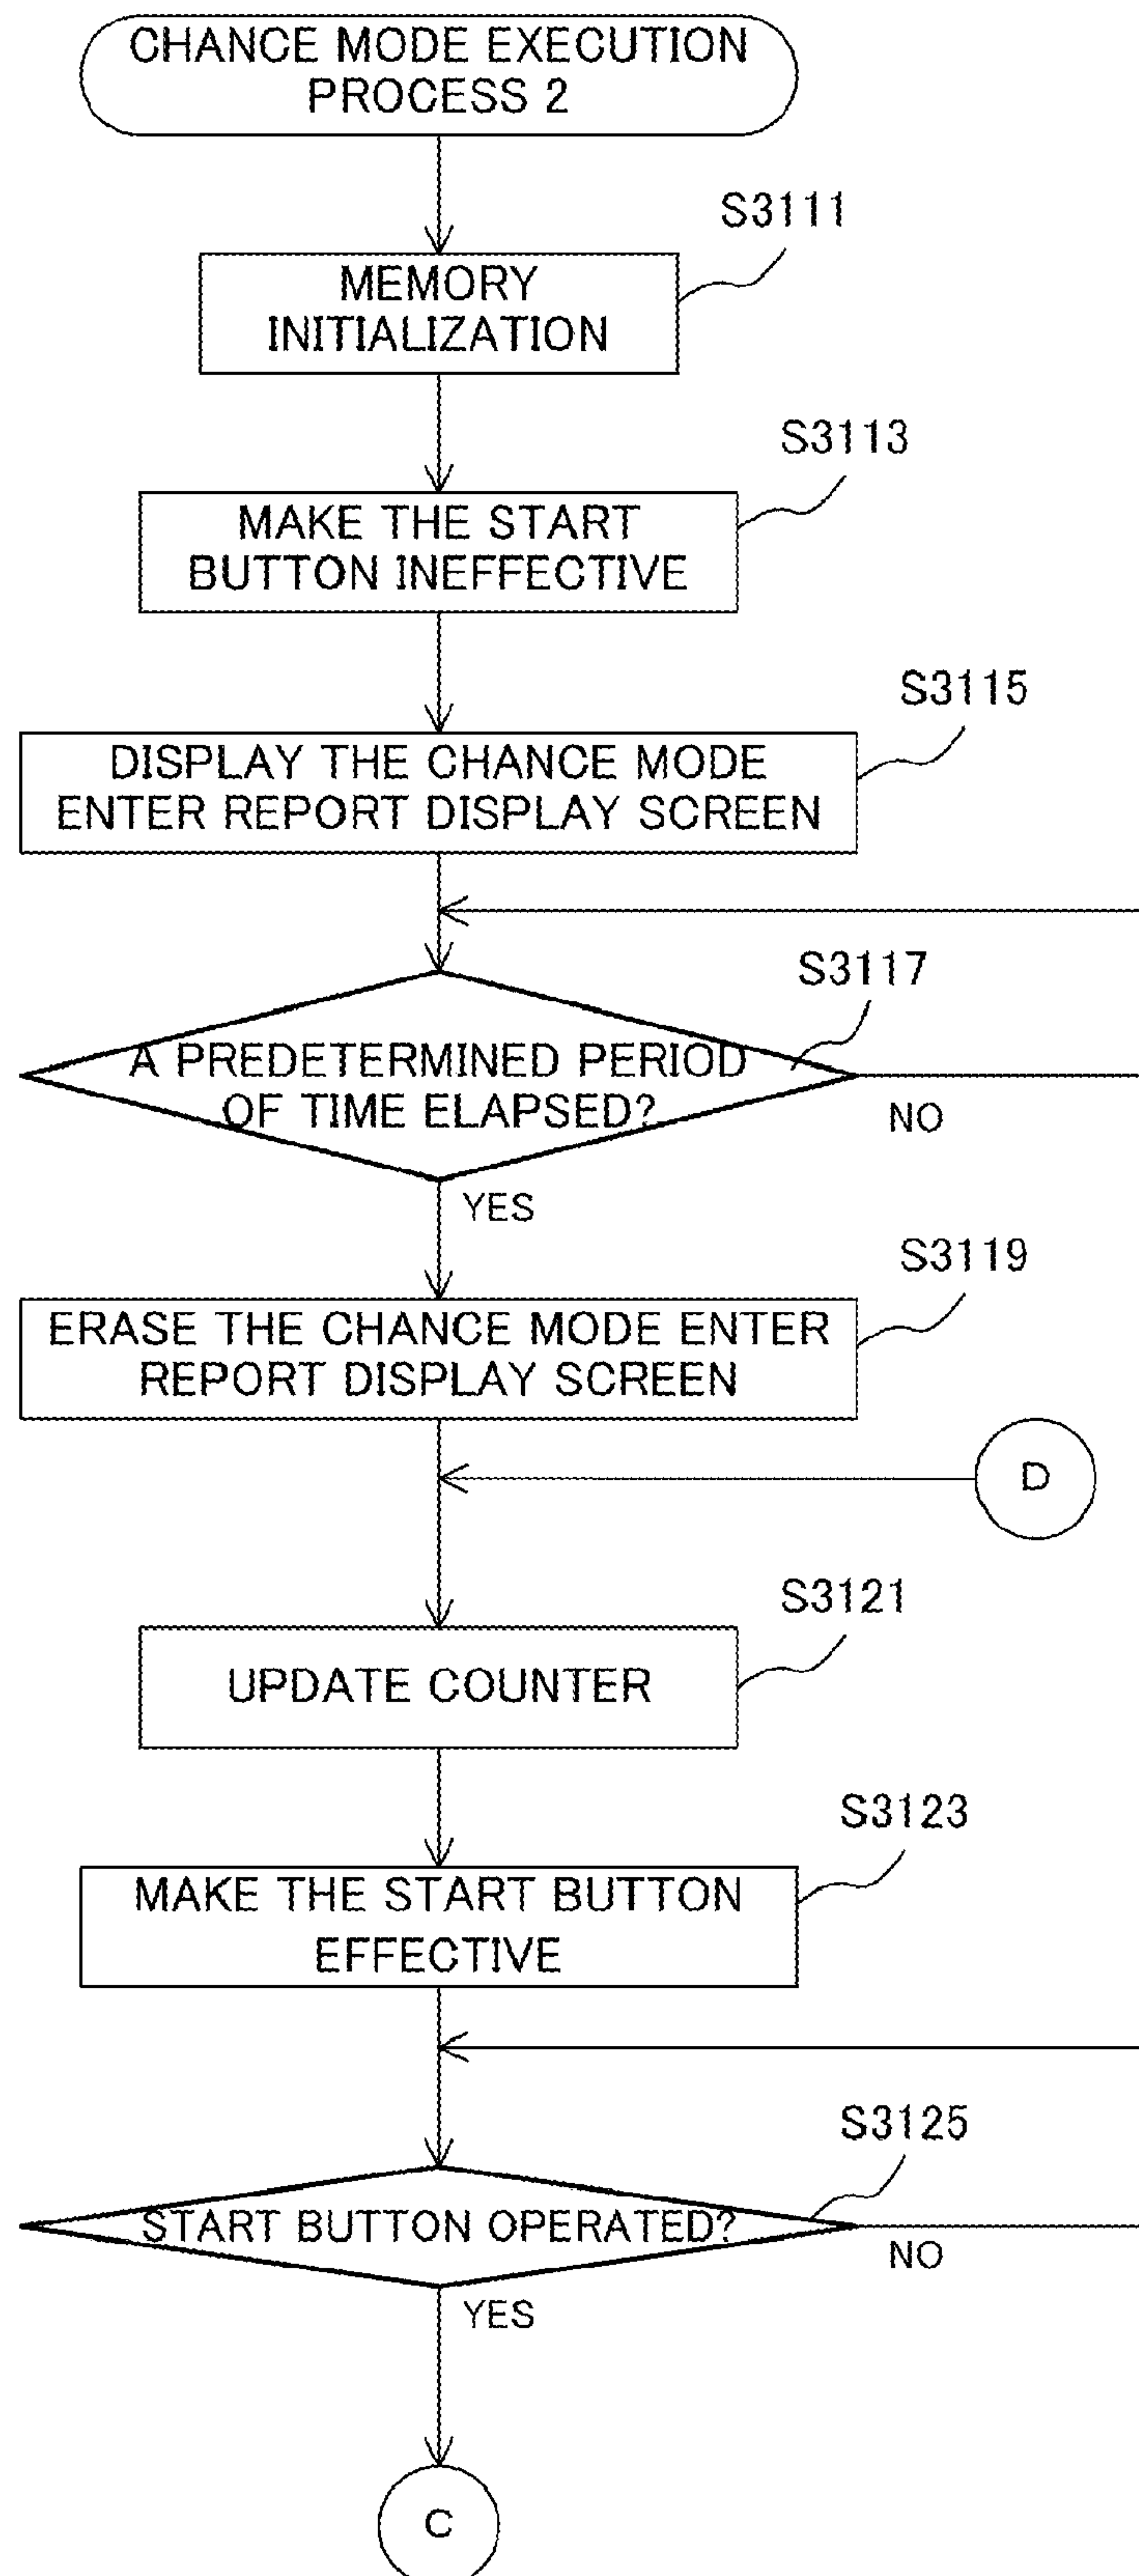 CHANCE MODE EXECUTION
PROCESS 2
S3111
MEMORY
INITIALIZATION
S3113
MAKE THE START
BUTTON INEFFECTIVE
S3115
DISPLAY THE CHANCE MODE
ENTER REPORT DISPLAY SCREEN
S3117
A PREDETERMINED PERIOD
OF TIME ELAPSED?
NO
YES
S3119
ERASE THE CHANCE MODE ENTER
REPORT DISPLAY SCREEN
D
S3121
UPDATE COUNTER
S3123
MAKE THE START BUTTON
EFFECTIVE
S3125
START BUTTON OPERATED?
NO
YES
C